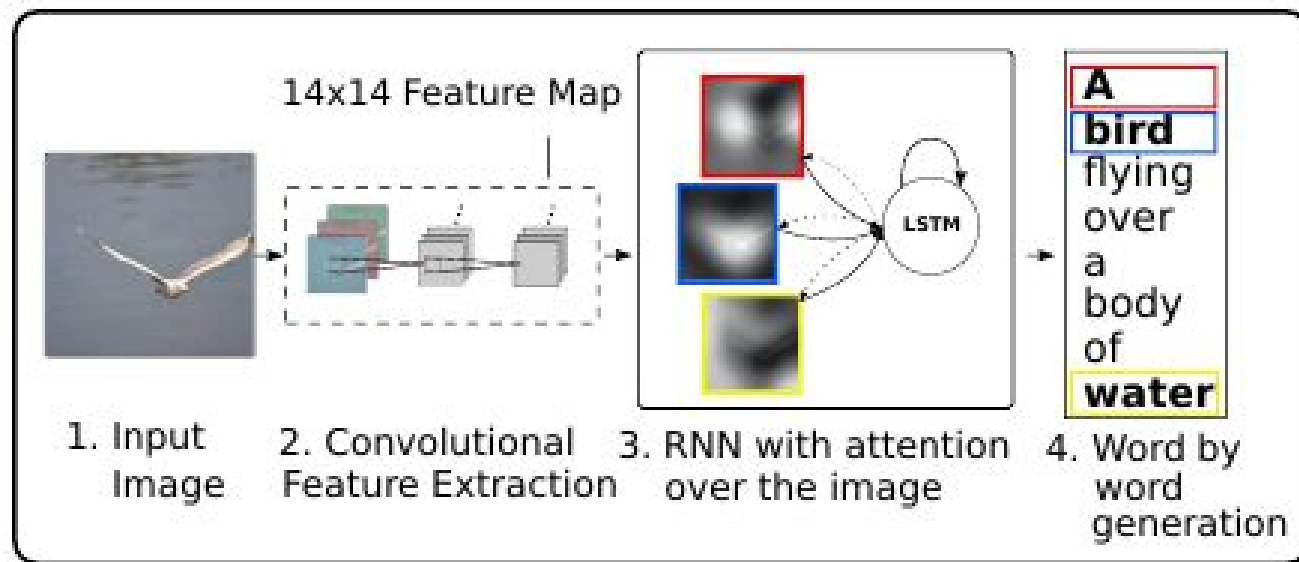 14x14 Feature Map
LSTM
A
bird
flying
over
a
body
of
water
1. Input
Image
2. Convolutional
Feature Extraction
3. RNN with attention
over the image
4. Word by
word
generation